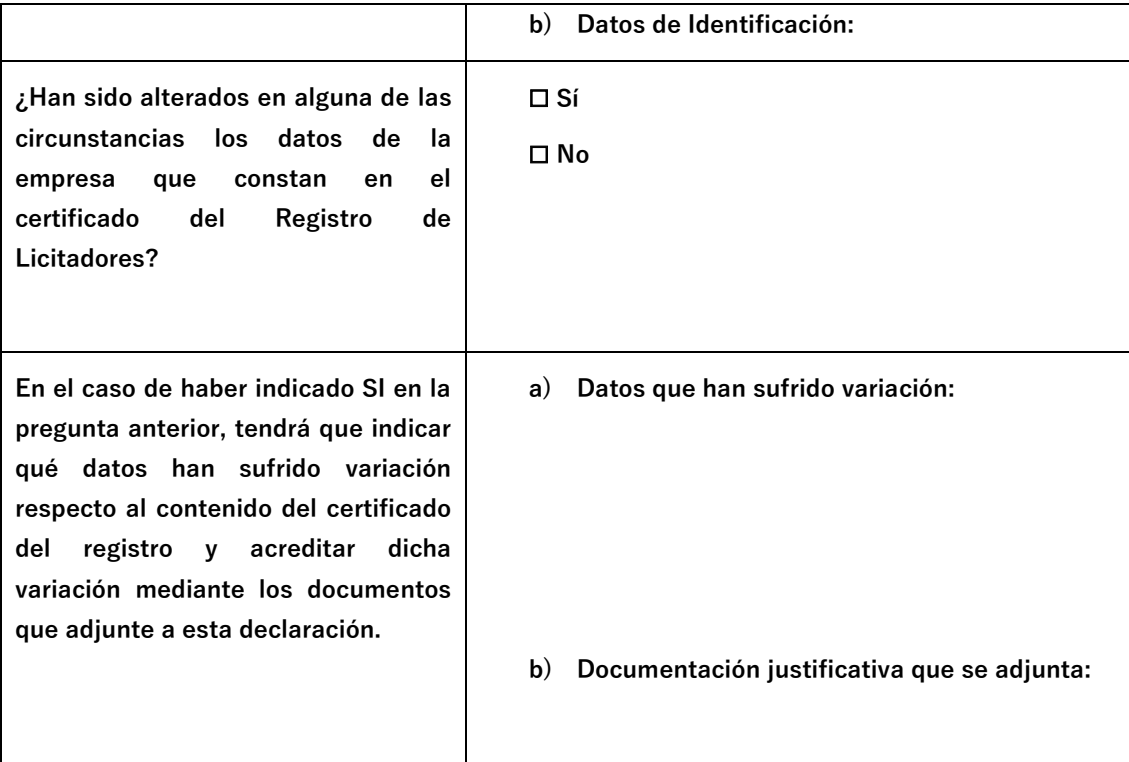 b) Datos de Identificación:
¿Han sido alterados en alguna de las
circunstancias los datos de la
empresa que constan en el
certificado del Registro de
Licitadores?
☐ Sí
☐ No
En el caso de haber indicado SI en la
pregunta anterior, tendrá que indicar
qué datos han sufrido variación
respecto al contenido del certificado
del registro y acreditar dicha
variación mediante los documentos
que adjunte a esta declaración.
a) Datos que han sufrido variación:
b) Documentación justificativa que se adjunta: